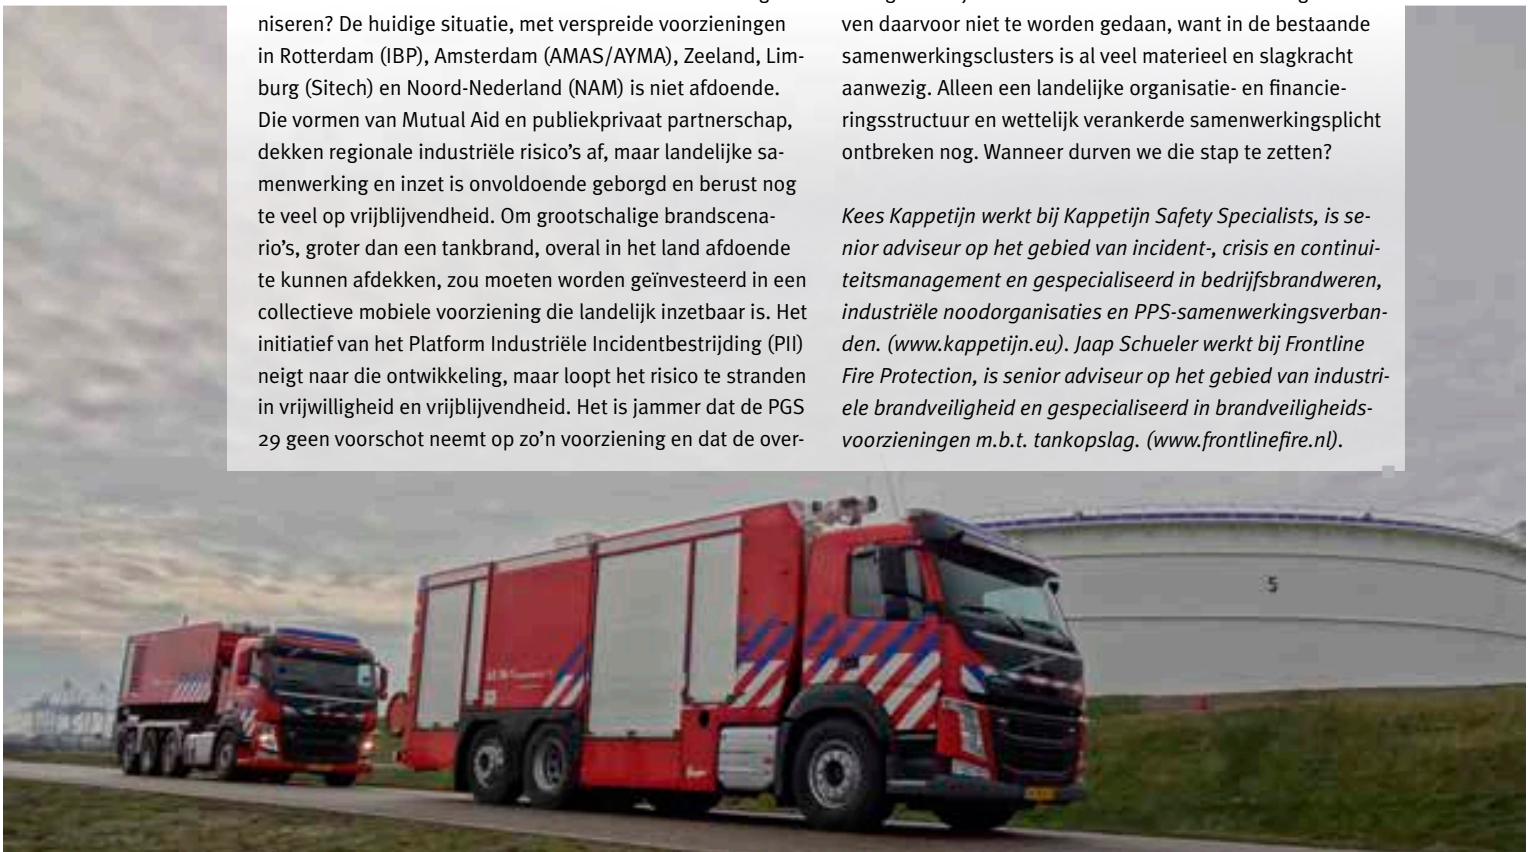 niseren? De huidige situatie, met verspreide voorzieningen
in Rotterdam (IBP), Amsterdam (AMAS/AYMA), Zeeland, Lim-
burg (Sitech) en Noord-Nederland (NAM) is niet afdoende.
Die vormen van Mutual Aid en publiekprivaat partnerschap,
dekken regionale industriële risico’s af, maar landelijke sa-
menwerking en inzet is onvoldoende geborgd en berust nog
te veel op vrijblijvendheid. Om grootschalige brandscena-
rio’s, groter dan een tankbrand, overal in het land afdoende
te kunnen afdekken, zou moeten worden geïnvesteerd in een
collectieve mobiele voorziening die landelijk inzetbaar is. Het
initiatief van het Platform Industriële Incidentbestrijding (PII)
neigt naar die ontwikkeling, maar loopt het risico te stranden
in vrijwilligheid en vrijblijvendheid. Het is jammer dat de PGS
29 geen voorschot neemt op zo’n voorziening en dat de over-
ven daarvoor niet te worden gedaan, want in de bestaande
samenwerkingsclusters is al veel materieel en slagkracht
aanwezig. Alleen een landelijke organisatie- en financie-
ringsstructuur en wettelijk verankerde samenwerkingsplicht
ontbreken nog. Wanneer durven we die stap te zetten?
Kees Kappetijn werkt bij Kappetijn Safety Specialists, is se-
nior adviseur op het gebied van incident-, crisis en continui-
teitsmanagement en gespecialiseerd in bedrijfsbrandweren,
industriële noodorganisaties en PPS-samenwerkingsverban-
den. (www.kappetijn.eu). Jaap Schueler werkt bij Frontline
Fire Protection, is senior adviseur op het gebied van industri-
ele brandveiligheid en gespecialiseerd in brandveiligheids-
voorzieningen m.b.t. tankopslag. (www.frontlinefire.nl).
5